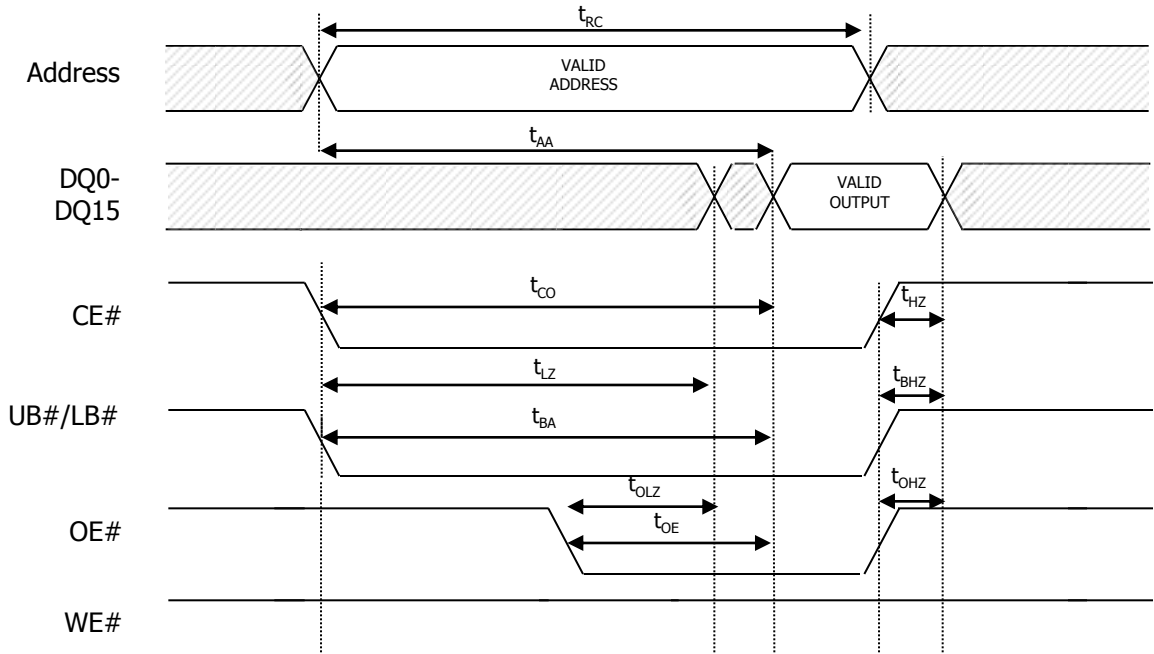 tRC
Address
VALID
ADDRESS
tAA
DQ0-
DQ15
VALID
OUTPUT
CE#
tCO
tHZ
tLZ
tBHZ
UB#/LB#
tBA
tOLZ
tOHZ
OE#
tOE
WE#